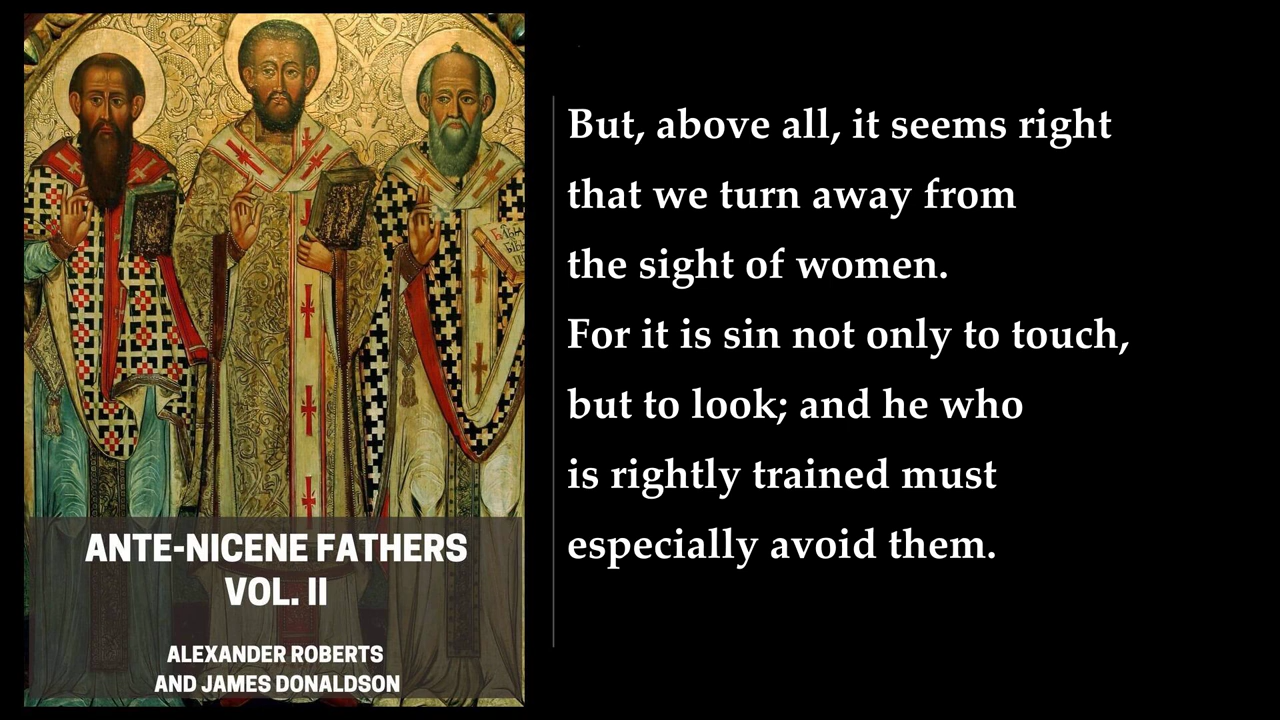 ANTE-NICENE FATHERS
VOL. II
ALEXANDER ROBERTS
AND JAMES DONALDSON
But, above all, it seems right
that we turn away from
the sight of women.
For it is sin not only to touch,
but to look; and he who
is rightly trained must
especially avoid them.